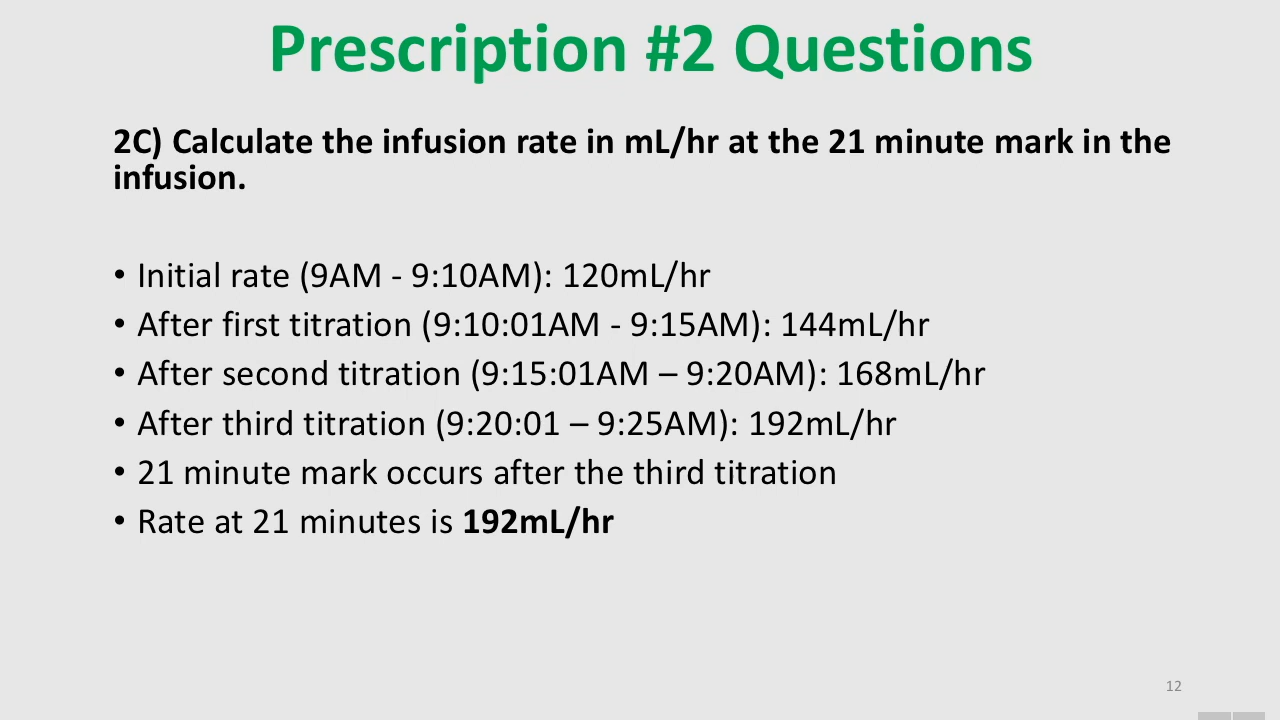 Prescription #2 Questions
2C) Calculate the infusion rate in mL/hr at the 21 minute mark in the
infusion.
• Initial rate (9AM - 9:10AM): 120mL/hr
• After first titration (9:10:01AM - 9:15AM): 144mL/hr
• After second titration (9:15:01AM – 9:20AM): 168mL/hr
• After third titration (9:20:01 – 9:25AM): 192mL/hr
• 21 minute mark occurs after the third titration
• Rate at 21 minutes is 192mL/hr
12